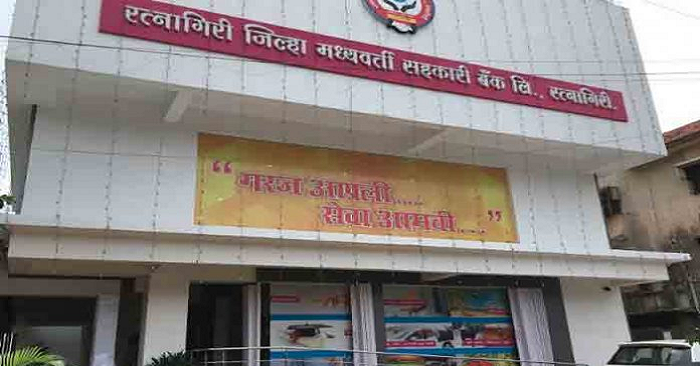 रत्नागिरी जिल्हा मध्यवर्ती सहकारी बँक लि., रत्नागिरी.
“ गरज आपली.....
सेवा आमची.... ”